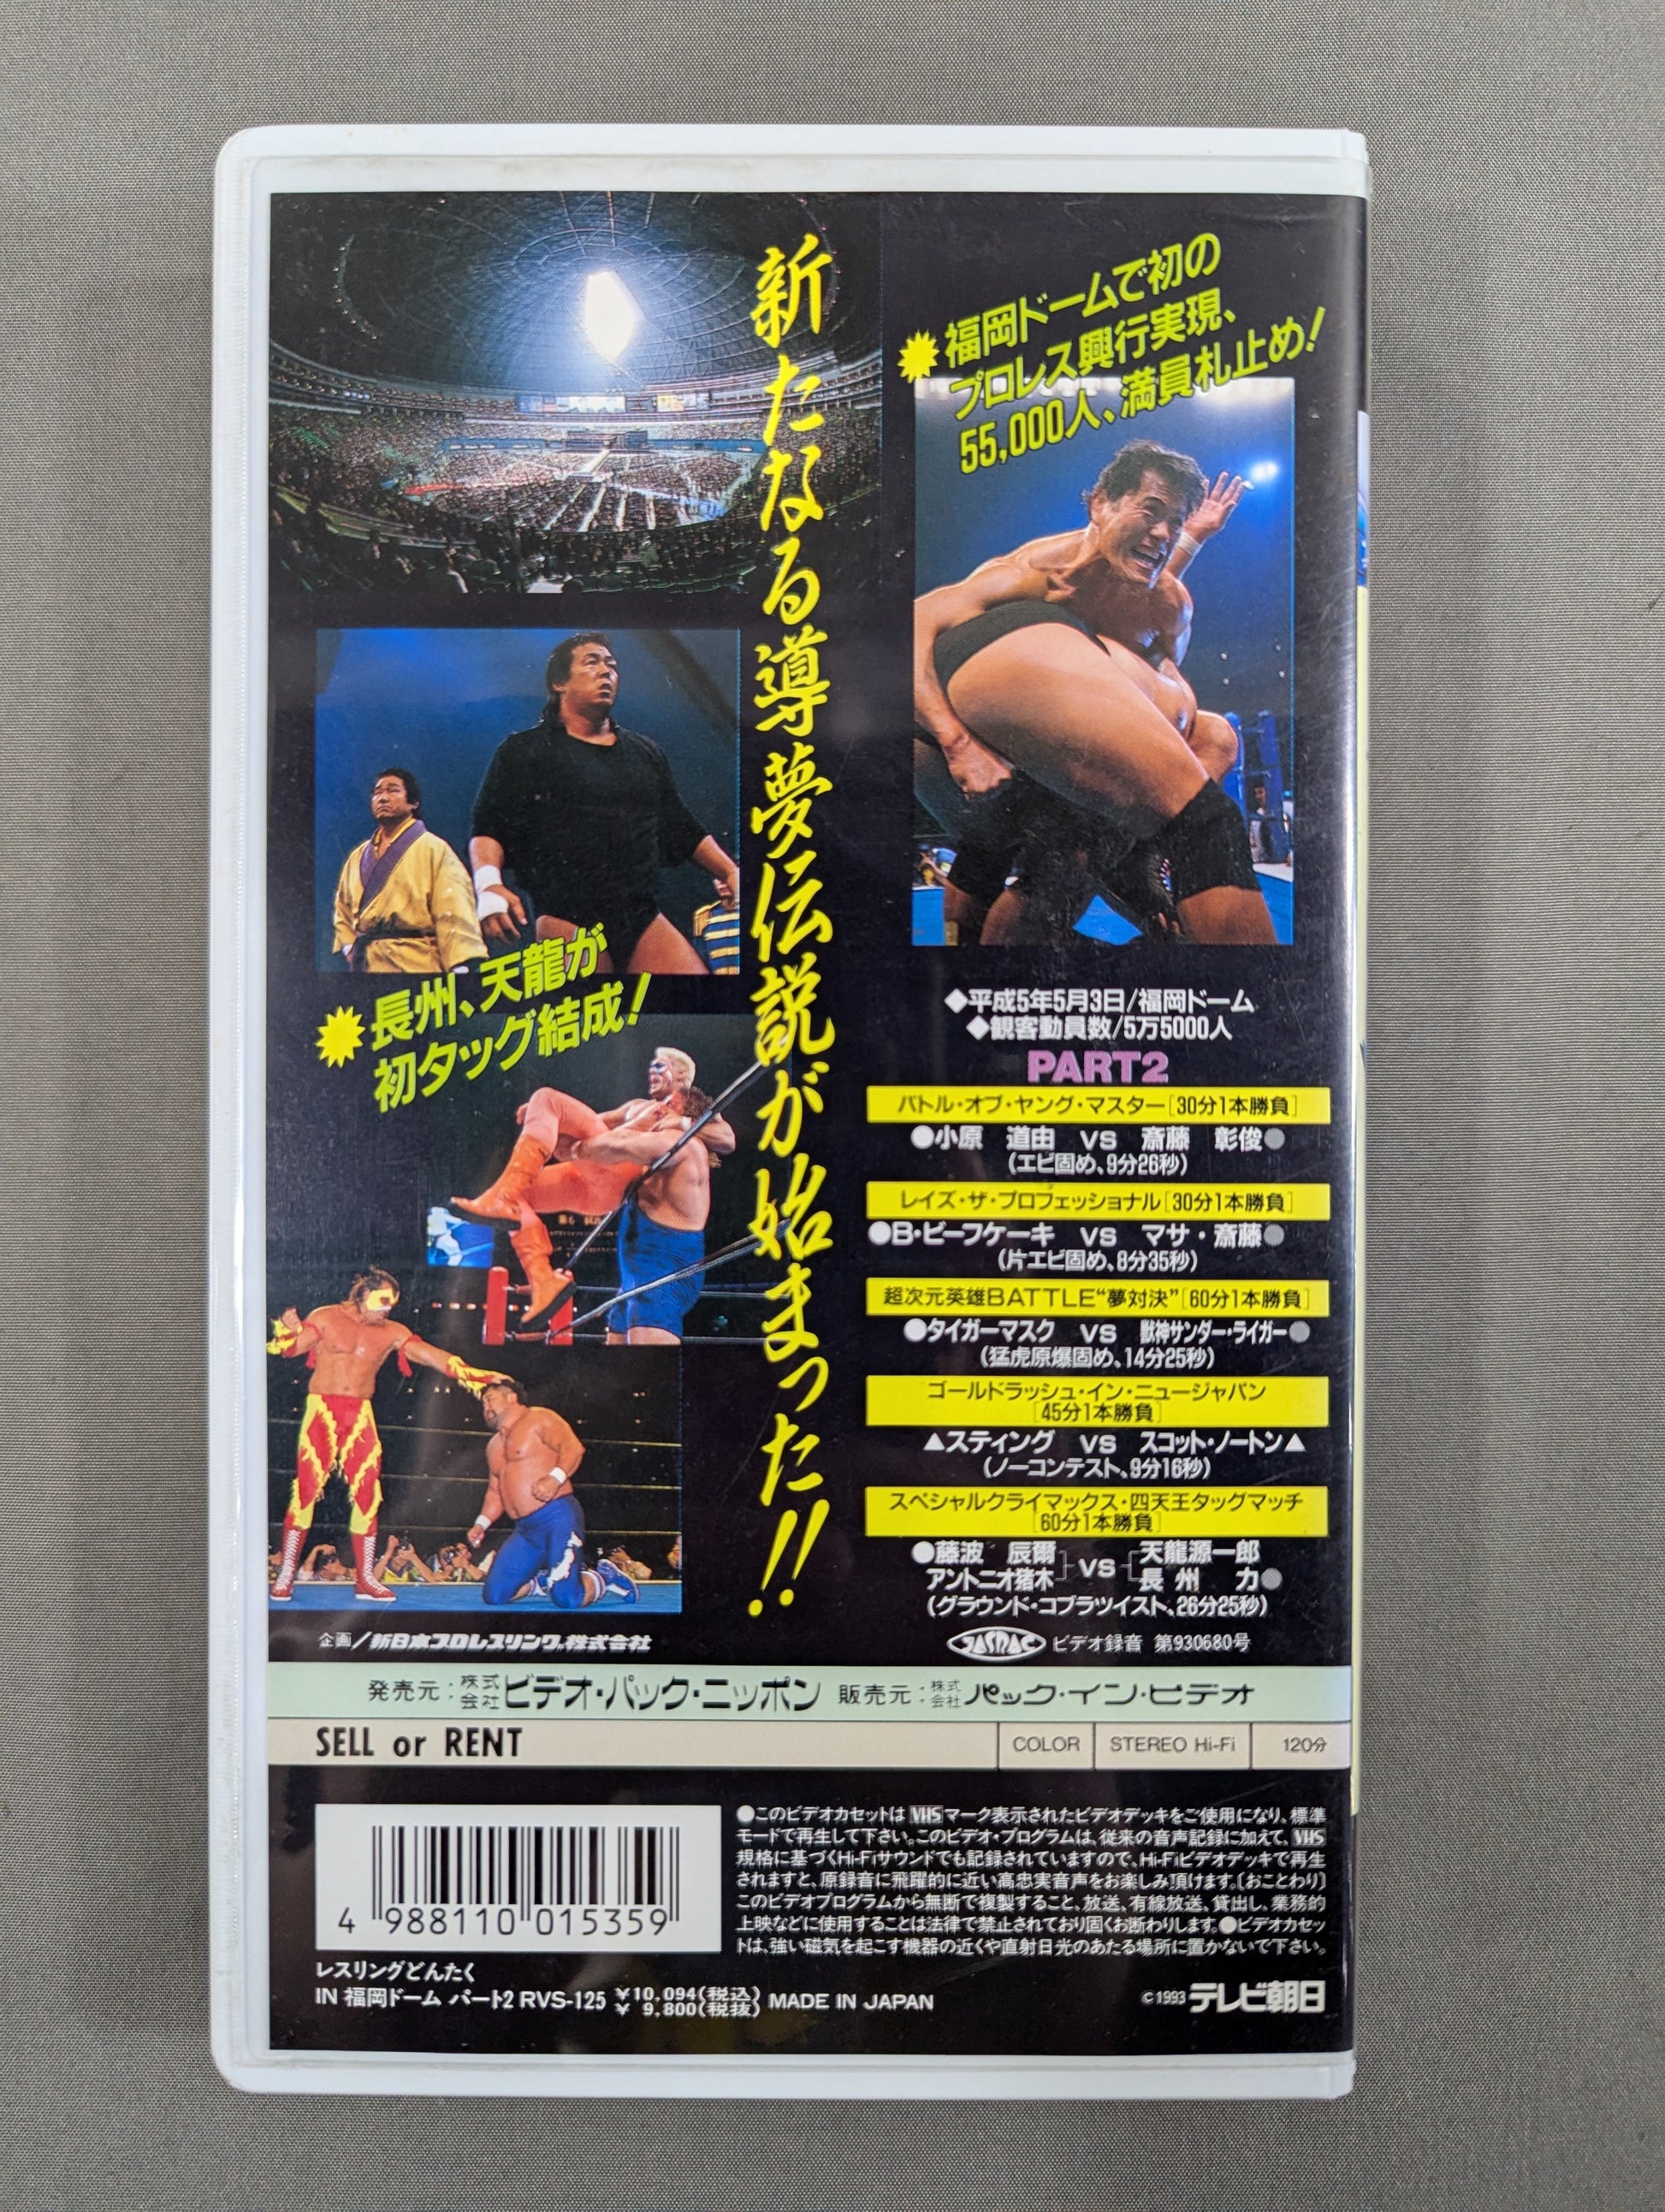 新たなる導夢伝説が始まった!!
福岡ドームで初の
プロレス興行実現、
55,000人、満員札止め!
長州、天龍が
初タッグ結成!
◆平成5年5月3日/福岡ドーム
◆観客動員数/5万5000人
PART2
バトル・オブ・ヤング・マスター[30分1本勝負]
●小原 道由 VS 斎藤 彰俊●
(エビ固め、9分26秒)
レイズ・ザ・プロフェッショナル[30分1本勝負]
●B・ビーフケーキ VS マサ・斎藤●
(片エビ固め、8分35秒)
超次元英雄BATTLE“夢対決”[60分1本勝負]
●タイガーマスク VS 獣神サンダー・ライガー●
(猛虎原爆固め、14分25秒)
ゴールドラッシュ・イン・ニュージャパン
[45分1本勝負]
▲スティング VS スコット・ノートン▲
(ノーコンテスト、9分16秒)
スペシャルクライマックス・四天王タッグマッチ
[60分1本勝負]
●藤波 辰爾 VS 天龍源一郎
アントニオ猪木 長州 力●
(グラウンド・コブラツイスト、26分25秒)
企画/新日本プロレスリング株式会社
JASRAC ビデオ録音 第930680号
発売元:株式会社ビデオ・パック・ニッポン 販売元:株式会社パック・イン・ビデオ
SELL or RENT COLOR STEREO Hi-Fi 120分
●このビデオカセットは VHS マーク表示されたビデオデッキをご使用になり、標準
モードで再生して下さい。このビデオ・プログラムは、従来の音声記録に加えて、VHS
規格に基づくHi-Fiサウンドでも記録されていますので、Hi-Fiビデオデッキで再生
されますと、原録音に飛躍的に近い高忠実音声をお楽しみ頂けます。〔おことわり〕
このビデオプログラムから無断で複製すること、放送、有線放送、貸出し、業務的
上映などに使用することは法律で禁止されており固くお断わりします。●ビデオカセッ
トは、強い磁気を起こす機器の近くや直射日光のあたる場所に置かないで下さい。
4 988110 015359
レスリングどんたく
IN 福岡ドーム パート2 RVS-125 ¥10,094(税込)
¥ 9,800(税抜) MADE IN JAPAN
©1993 テレビ朝日